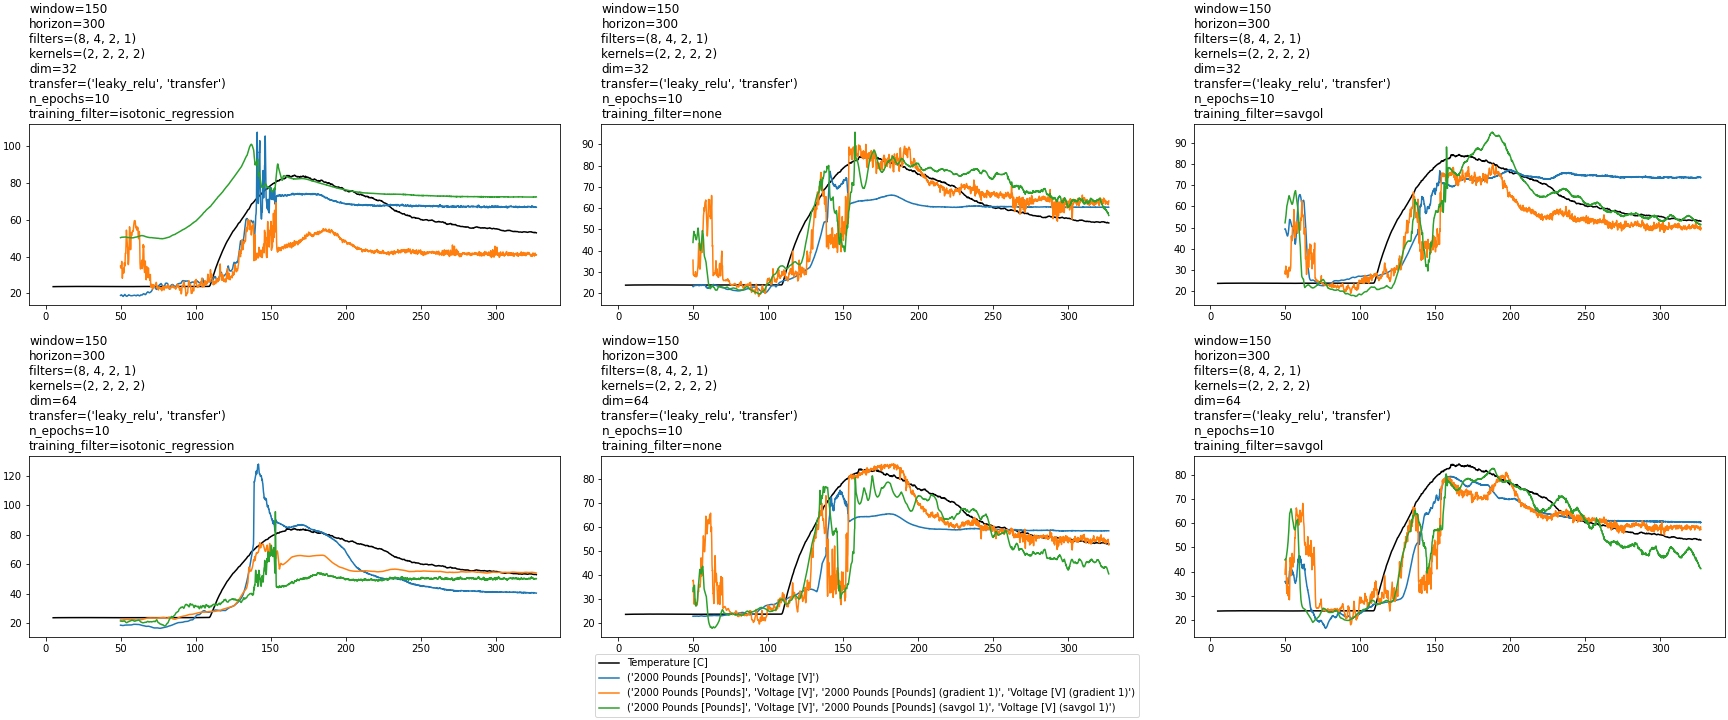 window=150
horizon=300
filters=(8, 4, 2, 1)
kernels=(2, 2, 2, 2)
dim=32
transfer=('leaky_relu', 'transfer')
n_epochs=10
training_filter=isotonic_regression
100
80
60
40
20
0
50
100
150
200
250
300
window=150
horizon=300
filters=(8, 4, 2, 1)
kernels=(2, 2, 2, 2)
dim=32
transfer=('leaky_relu', 'transfer')
n_epochs=10
training_filter=none
90
80
70
60
50
40
30
20
0
50
100
150
200
250
300
window=150
horizon=300
filters=(8, 4, 2, 1)
kernels=(2, 2, 2, 2)
dim=32
transfer=('leaky_relu', 'transfer')
n_epochs=10
training_filter=savgol
90
80
70
60
50
40
30
20
0
50
100
150
200
250
300
window=150
horizon=300
filters=(8, 4, 2, 1)
kernels=(2, 2, 2, 2)
dim=64
transfer=('leaky_relu', 'transfer')
n_epochs=10
training_filter=isotonic_regression
120
100
80
60
40
20
0
50
100
150
200
250
300
window=150
horizon=300
filters=(8, 4, 2, 1)
kernels=(2, 2, 2, 2)
dim=64
transfer=('leaky_relu', 'transfer')
n_epochs=10
training_filter=none
80
70
60
50
40
30
20
0
50
100
150
200
250
300
window=150
horizon=300
filters=(8, 4, 2, 1)
kernels=(2, 2, 2, 2)
dim=64
transfer=('leaky_relu', 'transfer')
n_epochs=10
training_filter=savgol
80
70
60
50
40
30
20
0
50
100
150
200
250
300
Temperature [C]
('2000 Pounds [Pounds]', 'Voltage [V]')
('2000 Pounds [Pounds]', 'Voltage [V]', '2000 Pounds [Pounds] (gradient 1)', 'Voltage [V] (gradient 1)')
('2000 Pounds [Pounds]', 'Voltage [V]', '2000 Pounds [Pounds] (savgol 1)', 'Voltage [V] (savgol 1)')